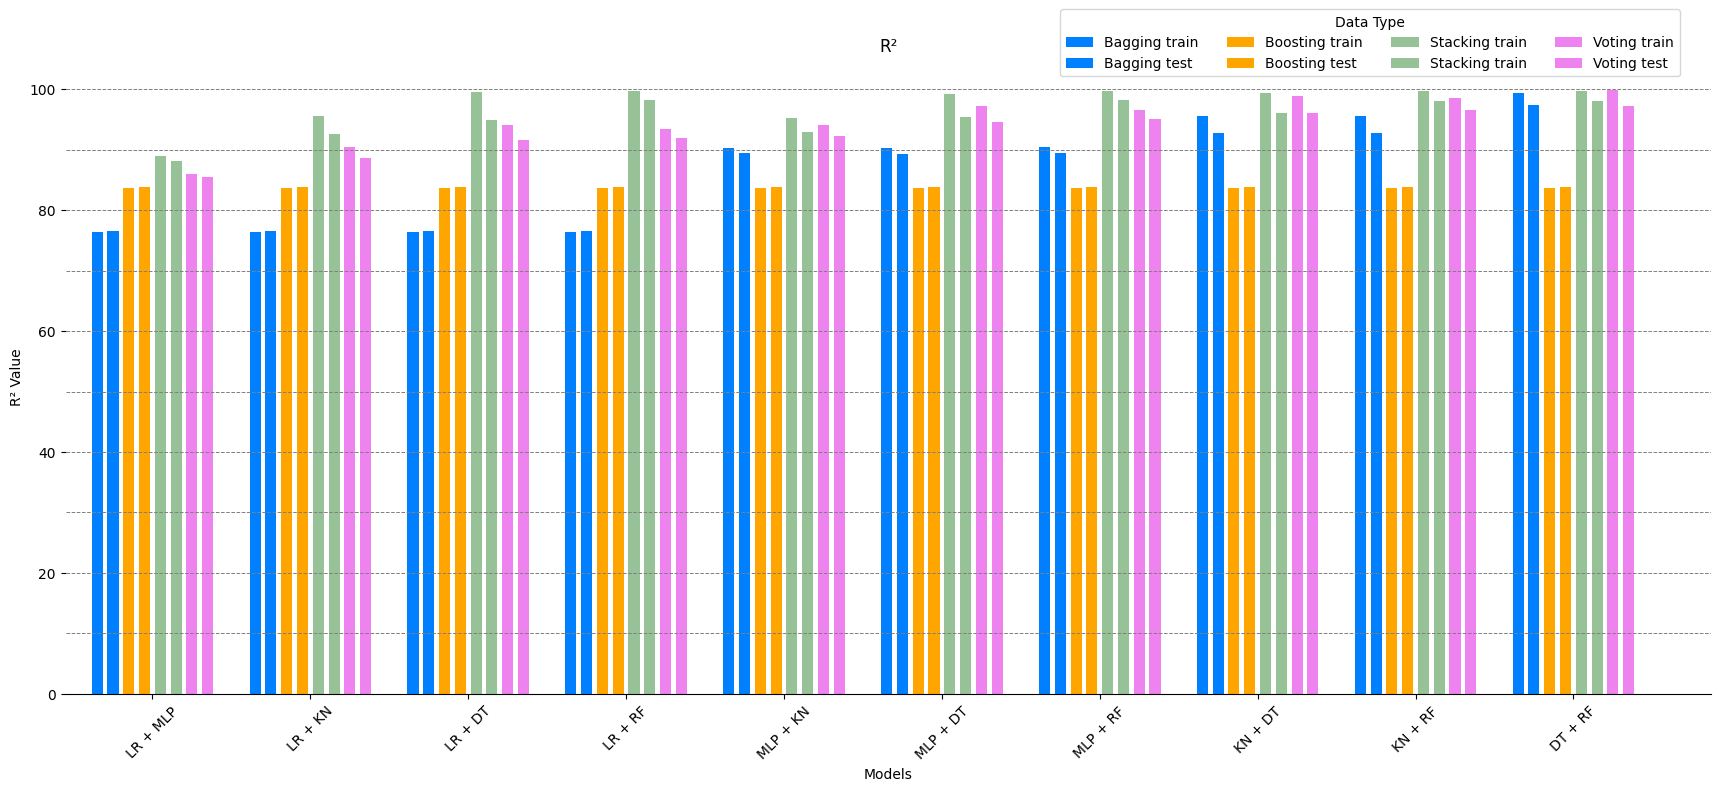 Data Type
Bagging train Boosting train Stacking train Voting train
Bagging test Boosting test Stacking test Voting test
R²
100
80
60
40
20
0
R² Value
LR + MLP LR + KN LR + DT LR + RF MLP + KN MLP + DT MLP + RF KN + DT KN + RF DT + RF
Models